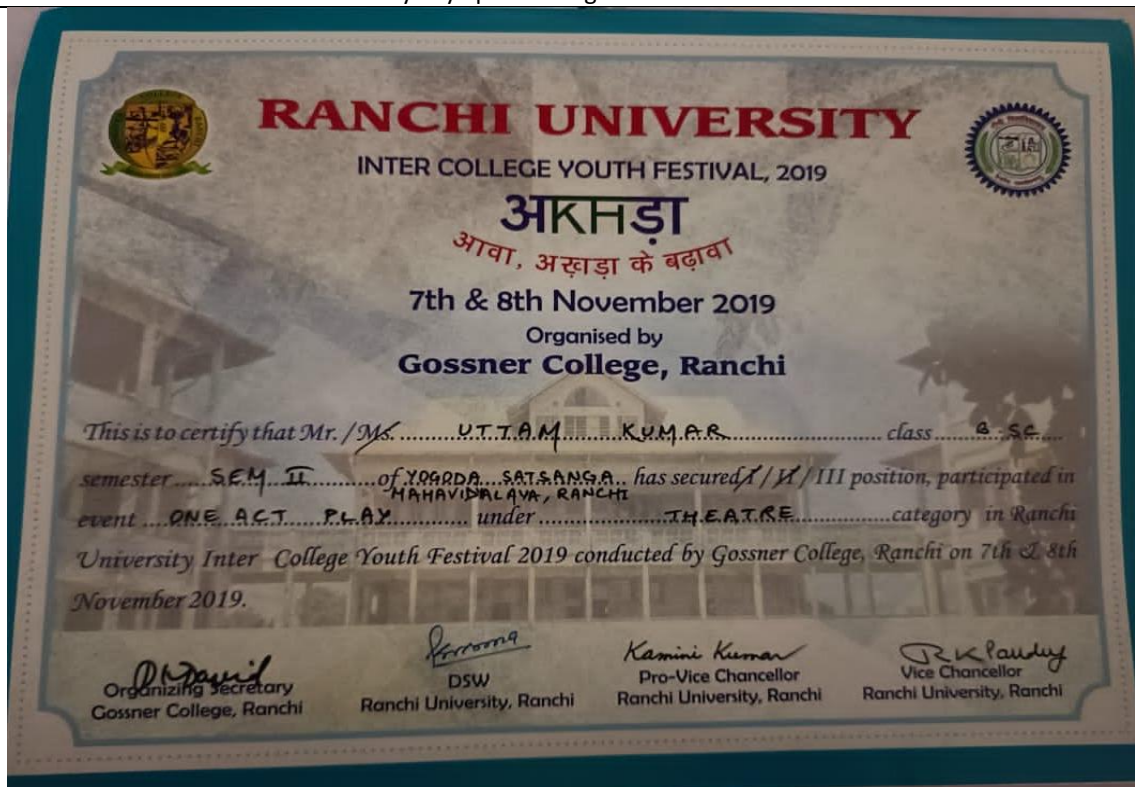 RANCHI UNIVERSITY
INTER COLLEGE YOUTH FESTIVAL, 2019
अKHड़ा
आवा, अखड़ा के बढ़ावा
7th & 8th November 2019
Organised by
Gossner College, Ranchi
This is to certify that Mr. / Ms. ........UTTAM......KUMAR.................... class ......B.SC....
semester .....SEM II..........of YOGODA...SATSANGA.. has secured I / II / III position, participated in
MAHAVIDALAYA, RANCHI
event ....ONE ACT PLAY........... under ................THEATRE.............category in Ranchi
University Inter College Youth Festival 2019 conducted by Gossner College, Ranchi on 7th & 8th
November 2019.
Kamini Kumar
R K Pandey
Organizing Secretary
Gossner College, Ranchi
DSW
Ranchi University, Ranchi
Pro-Vice Chancellor
Ranchi University, Ranchi
Vice Chancellor
Ranchi University, Ranchi